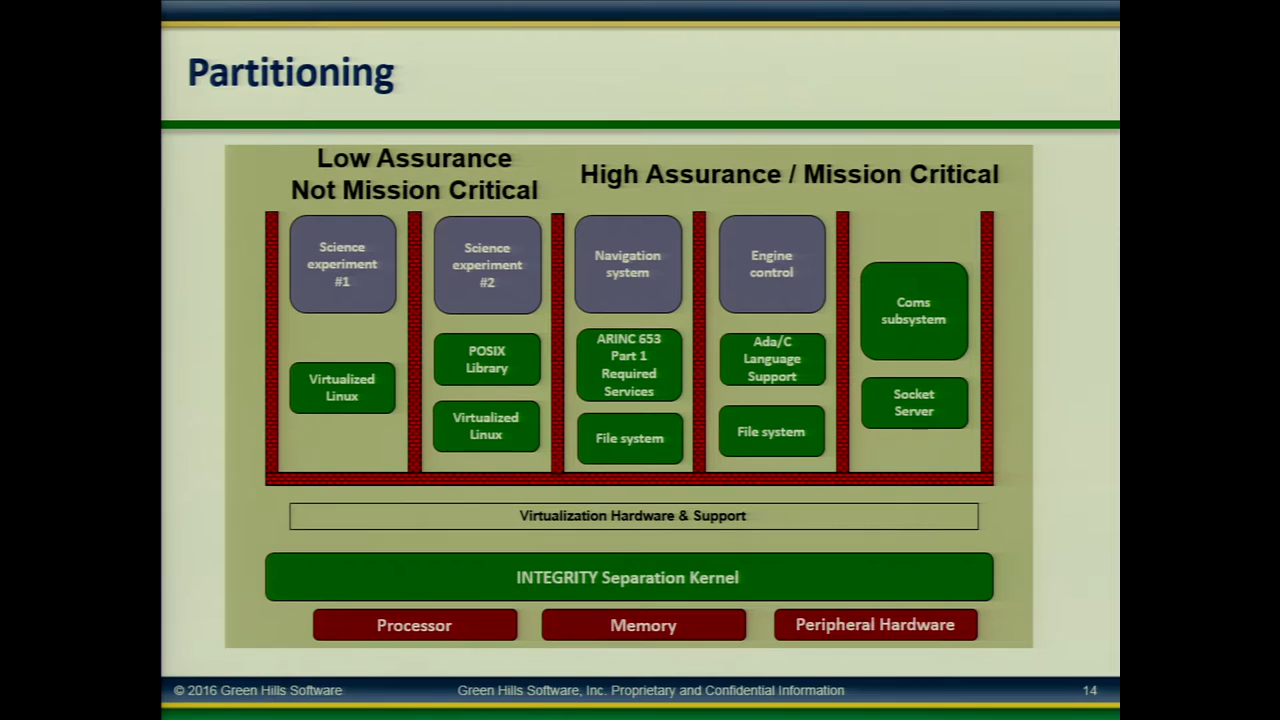 Partitioning
Low Assurance
Not Mission Critical
High Assurance / Mission Critical
Science
experiment
#1
Virtualized
Linux
Science
experiment
#2
POSIX
Library
Virtualized
Linux
Navigation
system
ARINC 653
Part 1
Required
Services
File system
Engine
control
Ada/C
Language
Support
File system
Coms
subsystem
Socket
Server
Virtualization Hardware & Support
INTEGRITY Separation Kernel
Processor
Memory
Peripheral Hardware
© 2016 Green Hills Software
Green Hills Software, Inc. Proprietary and Confidential Information
14